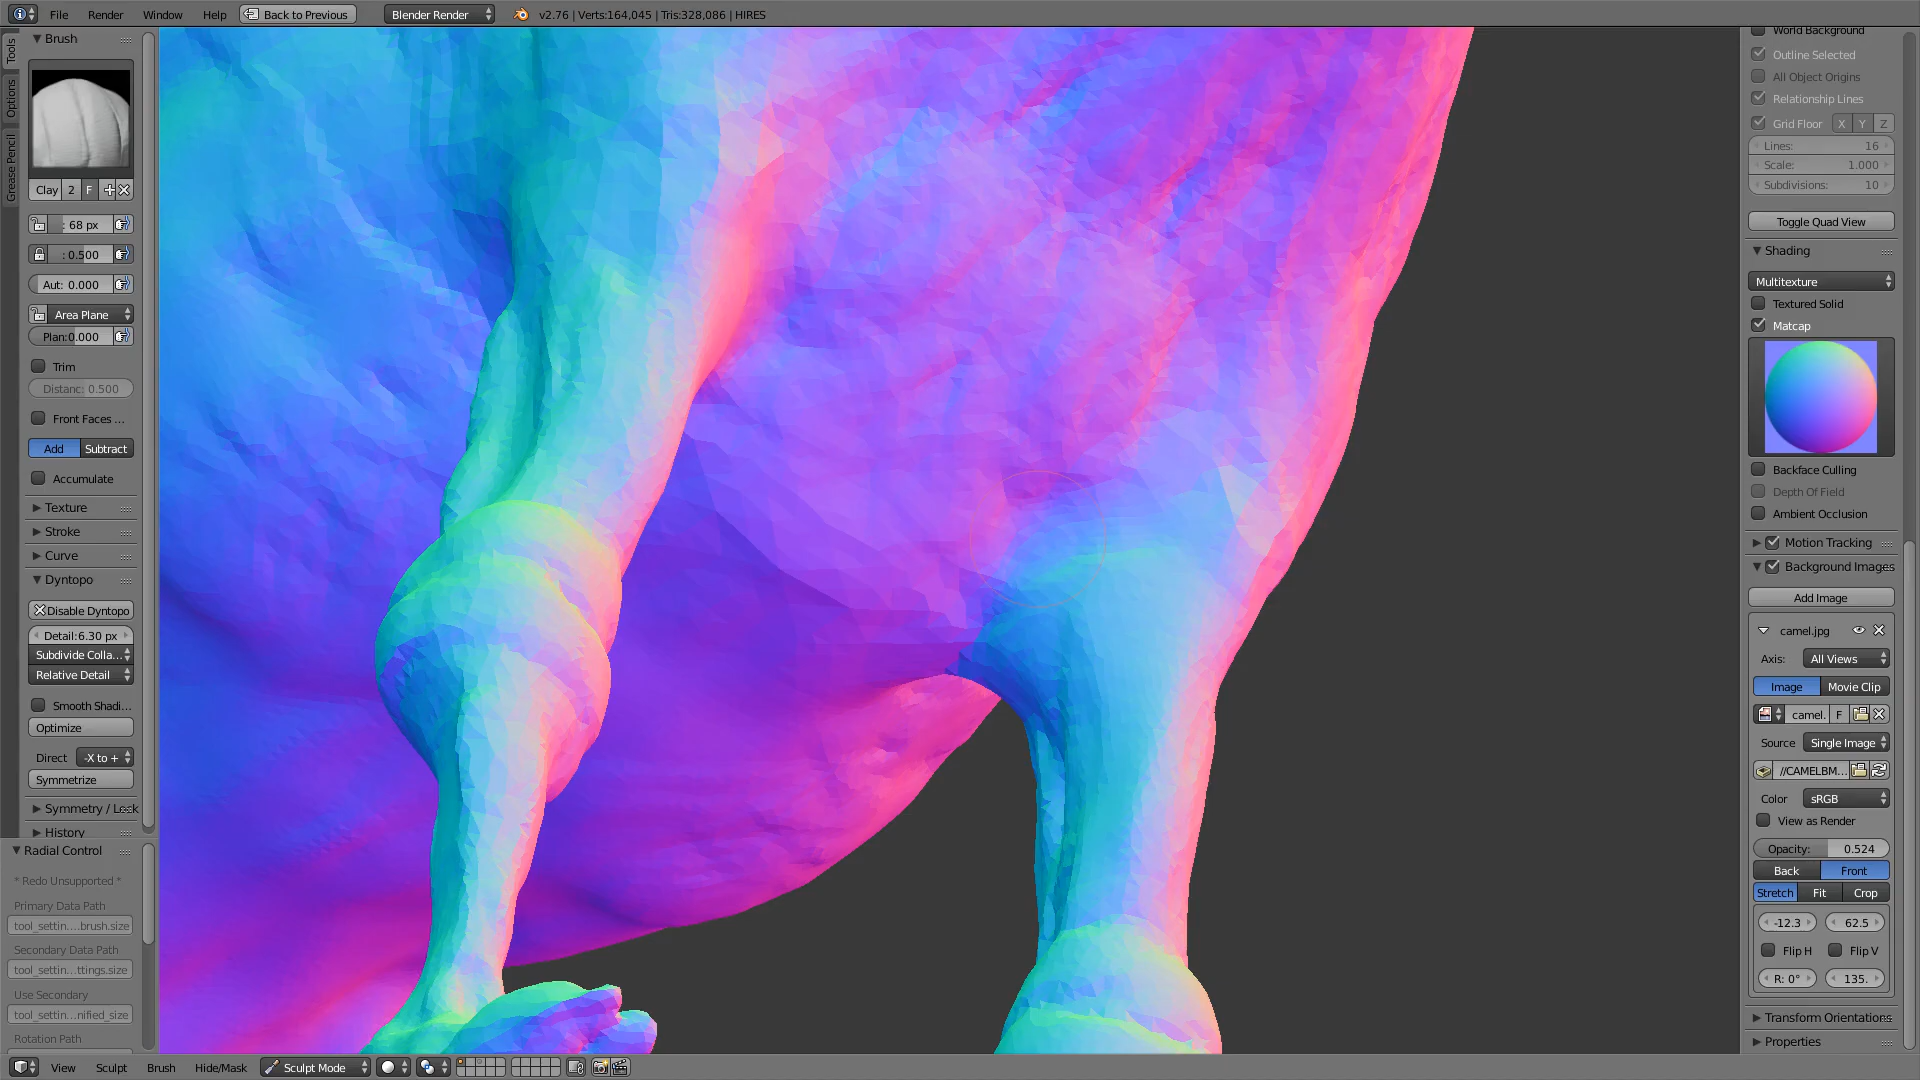 File Render Window Help Back to Previous Blender Render v2.76 | Verts:164,045 | Tris:328,086 | HIRES
Tools
Options
Grease Pencil
Brush
Clay 2 F
: 68 px
: 0.500
Aut: 0.000
Area Plane
Plan:0.000
Trim
Distanc: 0.500
Front Faces ...
Add Subtract
Accumulate
Texture
Stroke
Curve
Dyntopo
Disable Dyntopo
Detail:6.30 px
Subdivide Colla...
Relative Detail
Smooth Shadi...
Optimize
Direct -X to +
Symmetrize
Symmetry / Lock
History
Radial Control
* Redo Unsupported *
Primary Data Path
tool_settin....brush.size
Secondary Data Path
tool_settin...ttings.size
Use Secondary
tool_settin...nified_size
Rotation Path
World Background
Outline Selected
All Object Origins
Relationship Lines
Grid Floor X Y Z
Lines: 16
Scale: 1.000
Subdivisions: 10
Toggle Quad View
Shading
Multitexture
Textured Solid
Matcap
Backface Culling
Depth Of Field
Ambient Occlusion
Motion Tracking
Background Images
Add Image
camel.jpg
Axis: All Views
Image Movie Clip
camel. F
Source Single Image
//CAMELBM...
Color sRGB
View as Render
Opacity: 0.524
Back Front
Stretch Fit Crop
-12.3 62.5
Flip H Flip V
R: 0° 135.
Transform Orientations
Properties
View Sculpt Brush Hide/Mask Sculpt Mode